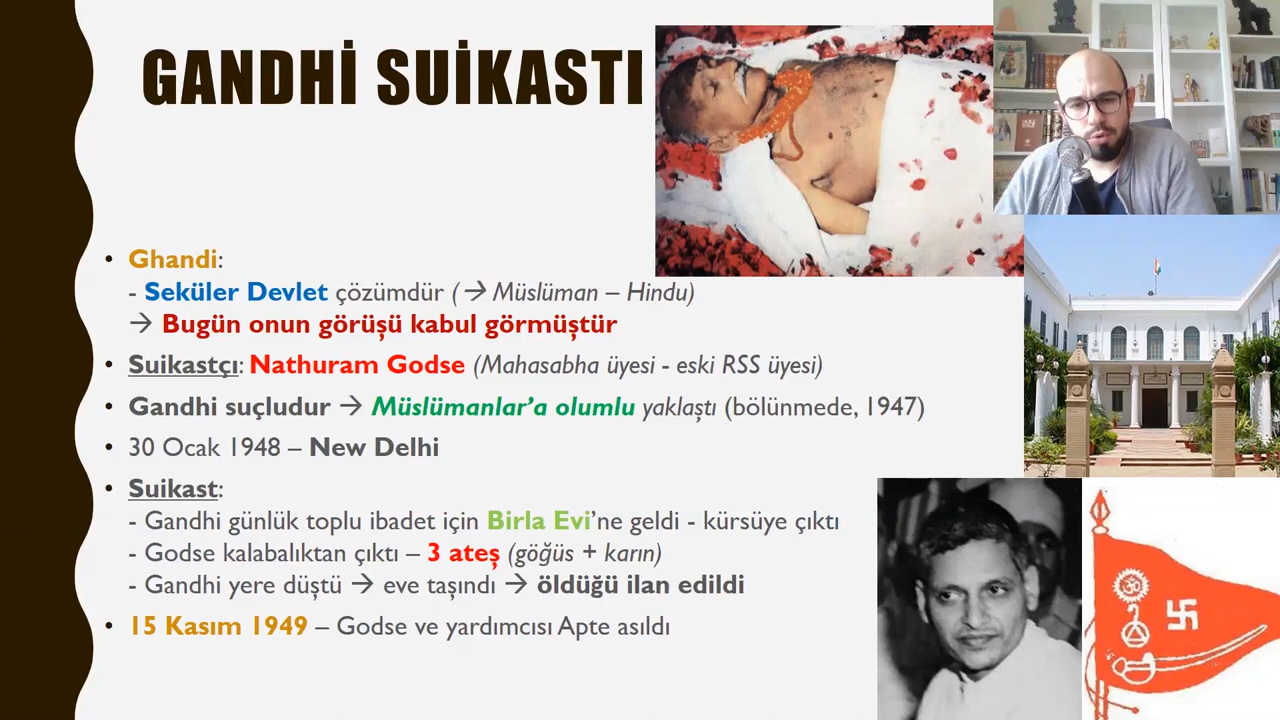 GANDHİ SUİKASTI
• Ghandi:
- Seküler Devlet çözümdür (→ Müslüman – Hindu)
→ Bugün onun görüşü kabul görmüştür
• Suikastçı: Nathuram Godse (Mahasabha üyesi - eski RSS üyesi)
• Gandhi suçludur → Müslümanlar’a olumlu yaklaştı (bölünmede, 1947)
• 30 Ocak 1948 – New Delhi
• Suikast:
- Gandhi günlük toplu ibadet için Birla Evi’ne geldi - kürsüye çıktı
- Godse kalabalıktan çıktı – 3 ateş (göğüs + karın)
- Gandhi yere düştü → eve taşındı → öldüğü ilan edildi
• 15 Kasım 1949 – Godse ve yardımcısı Apte asıldı